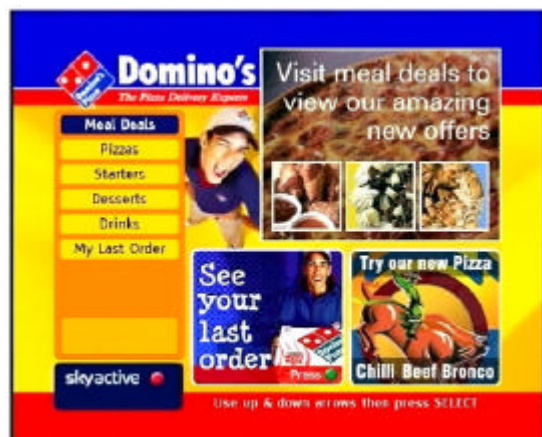 Domino's
The Pizza Delivery Experts
Meal Deals
Pizzas
Starters
Desserts
Drinks
My Last Order
Visit meal deals to
view our amazing
new offers
See
your
last
order
Press
Try our new Pizza
Chilli Beef Bronco
skyactive
Use up & down arrows then press SELECT